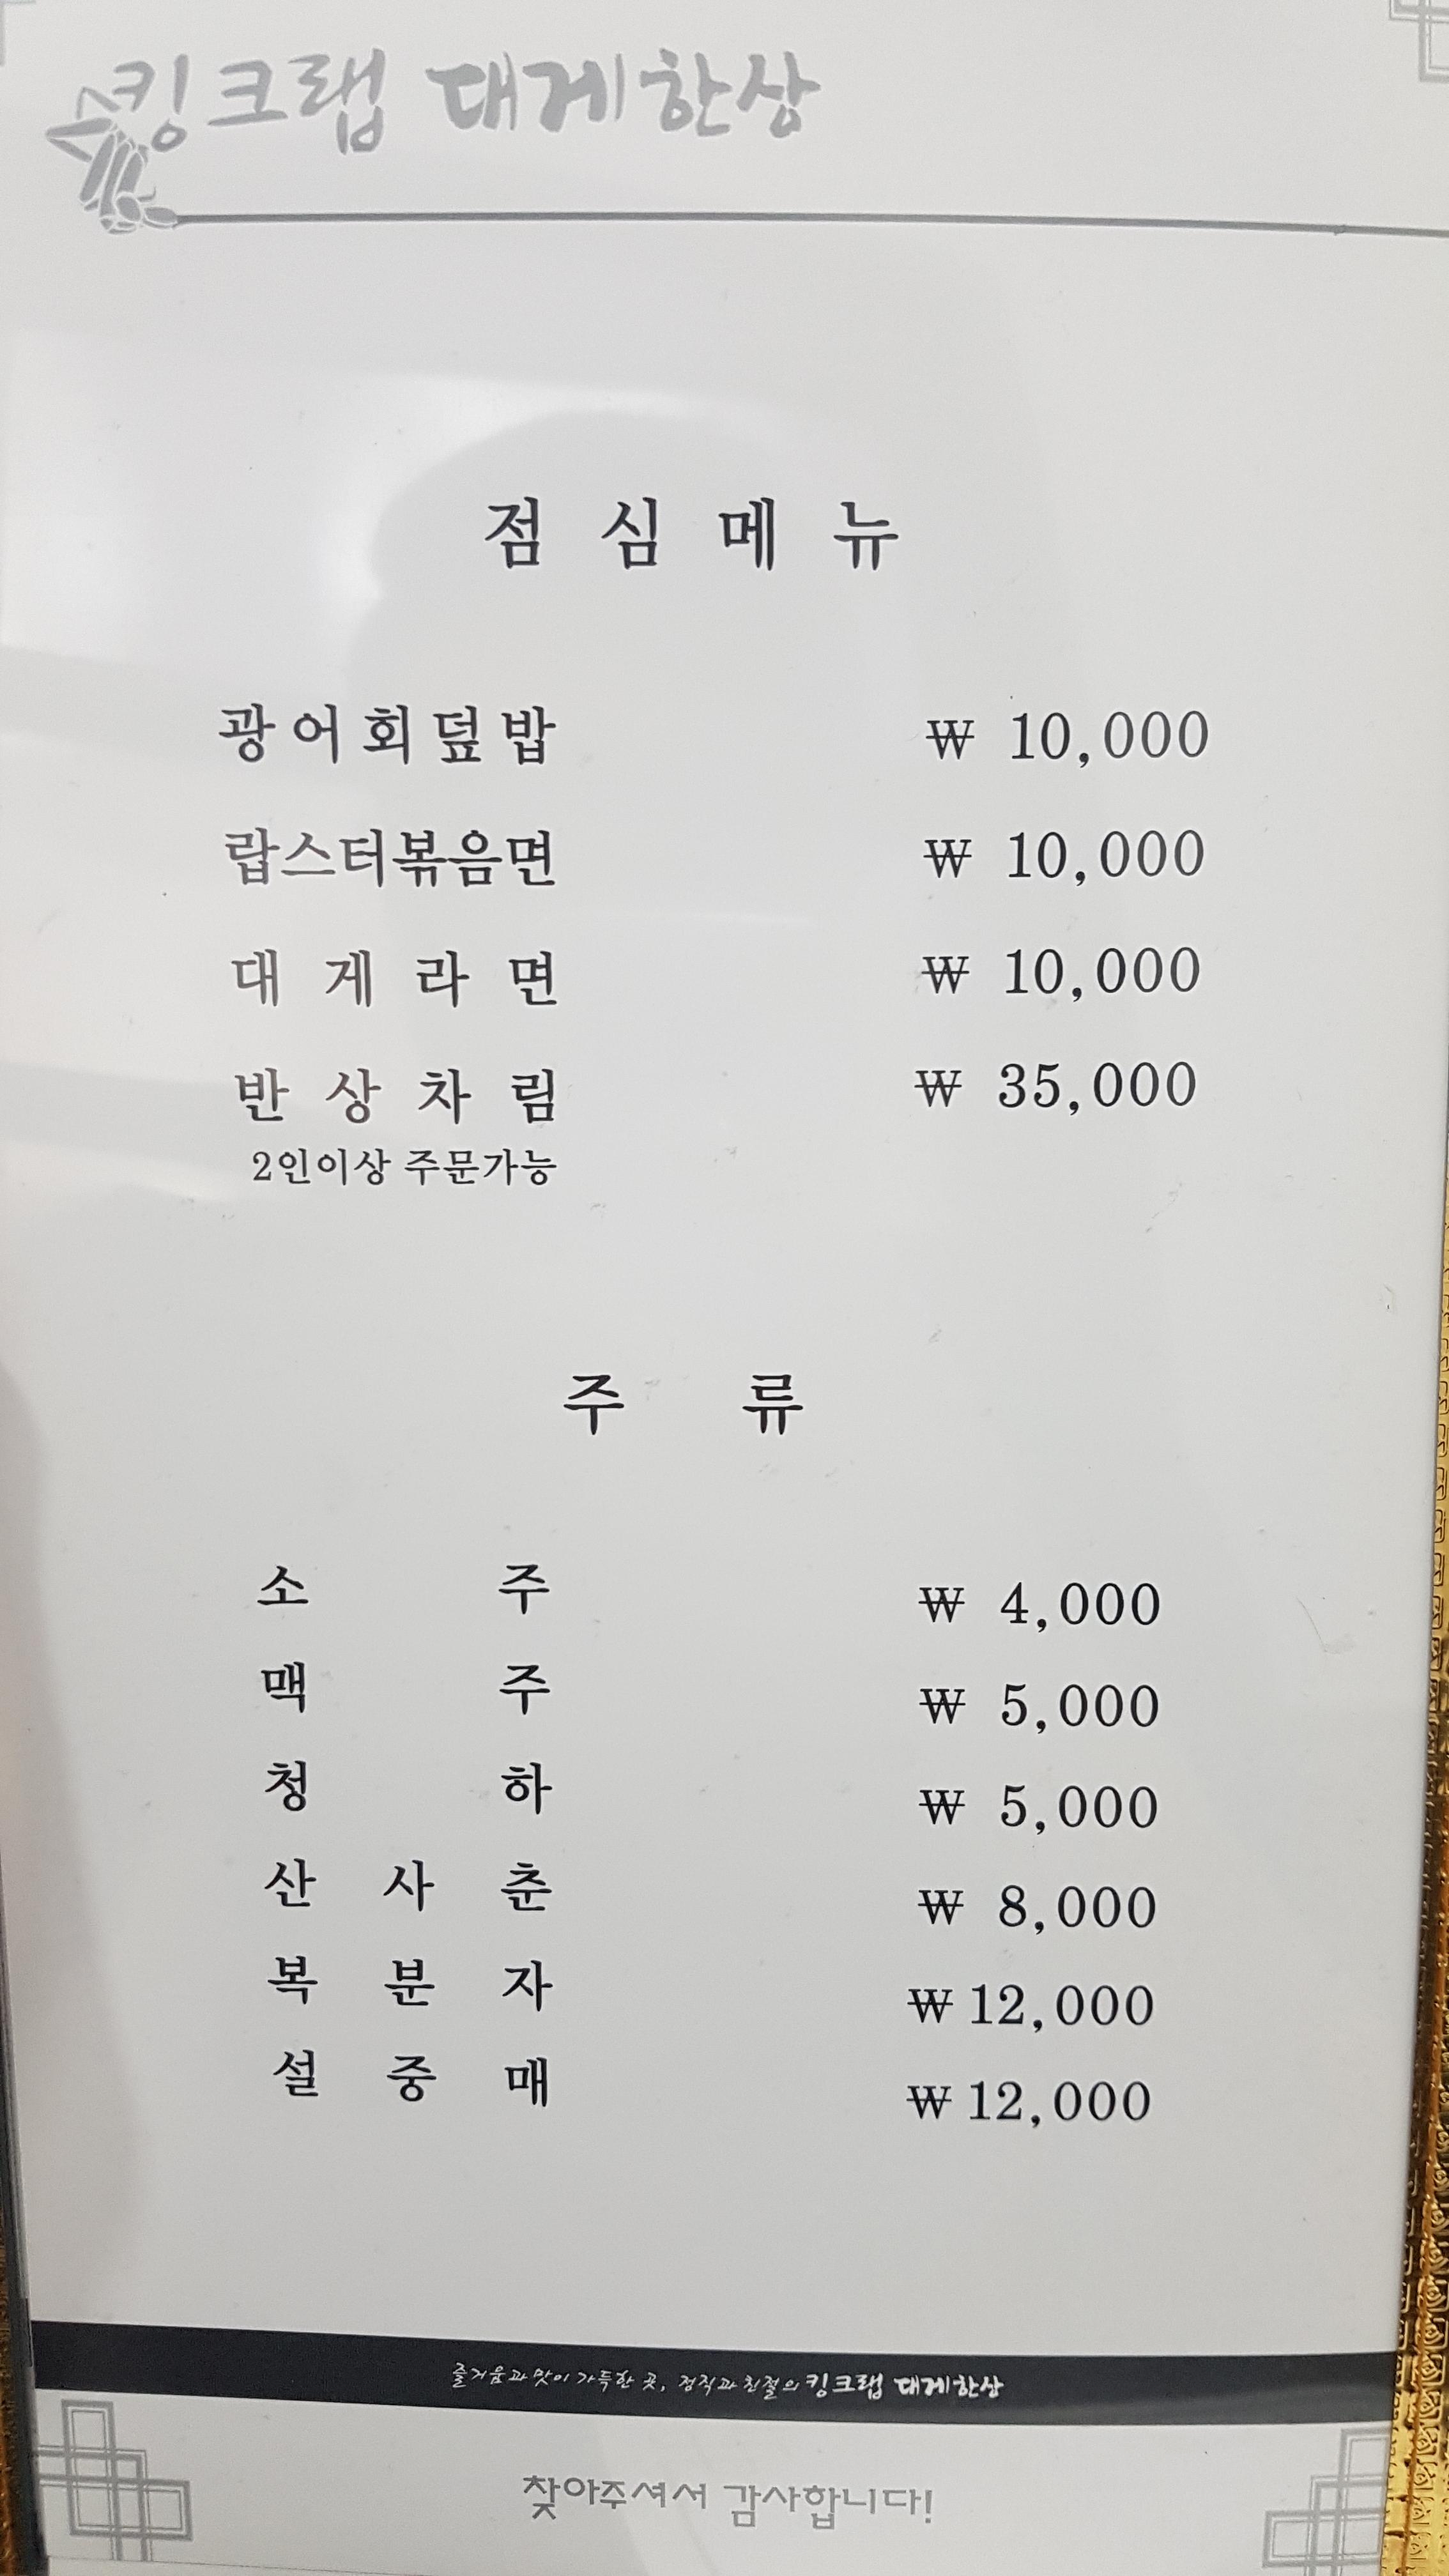 킹크랩 대게한상
점심메뉴
광어회덮밥 ₩ 10,000
랍스터볶음면 ₩ 10,000
대게라면 ₩ 10,000
반상차림 ₩ 35,000
2인이상 주문가능
주류
소주 ₩ 4,000
맥주 ₩ 5,000
청하 ₩ 5,000
산사춘 ₩ 8,000
복분자 ₩12,000
설중매 ₩12,000
즐거움과 맛이 가득한 곳, 정직과 친절의 킹크랩 대게한상
찾아주셔서 감사합니다!